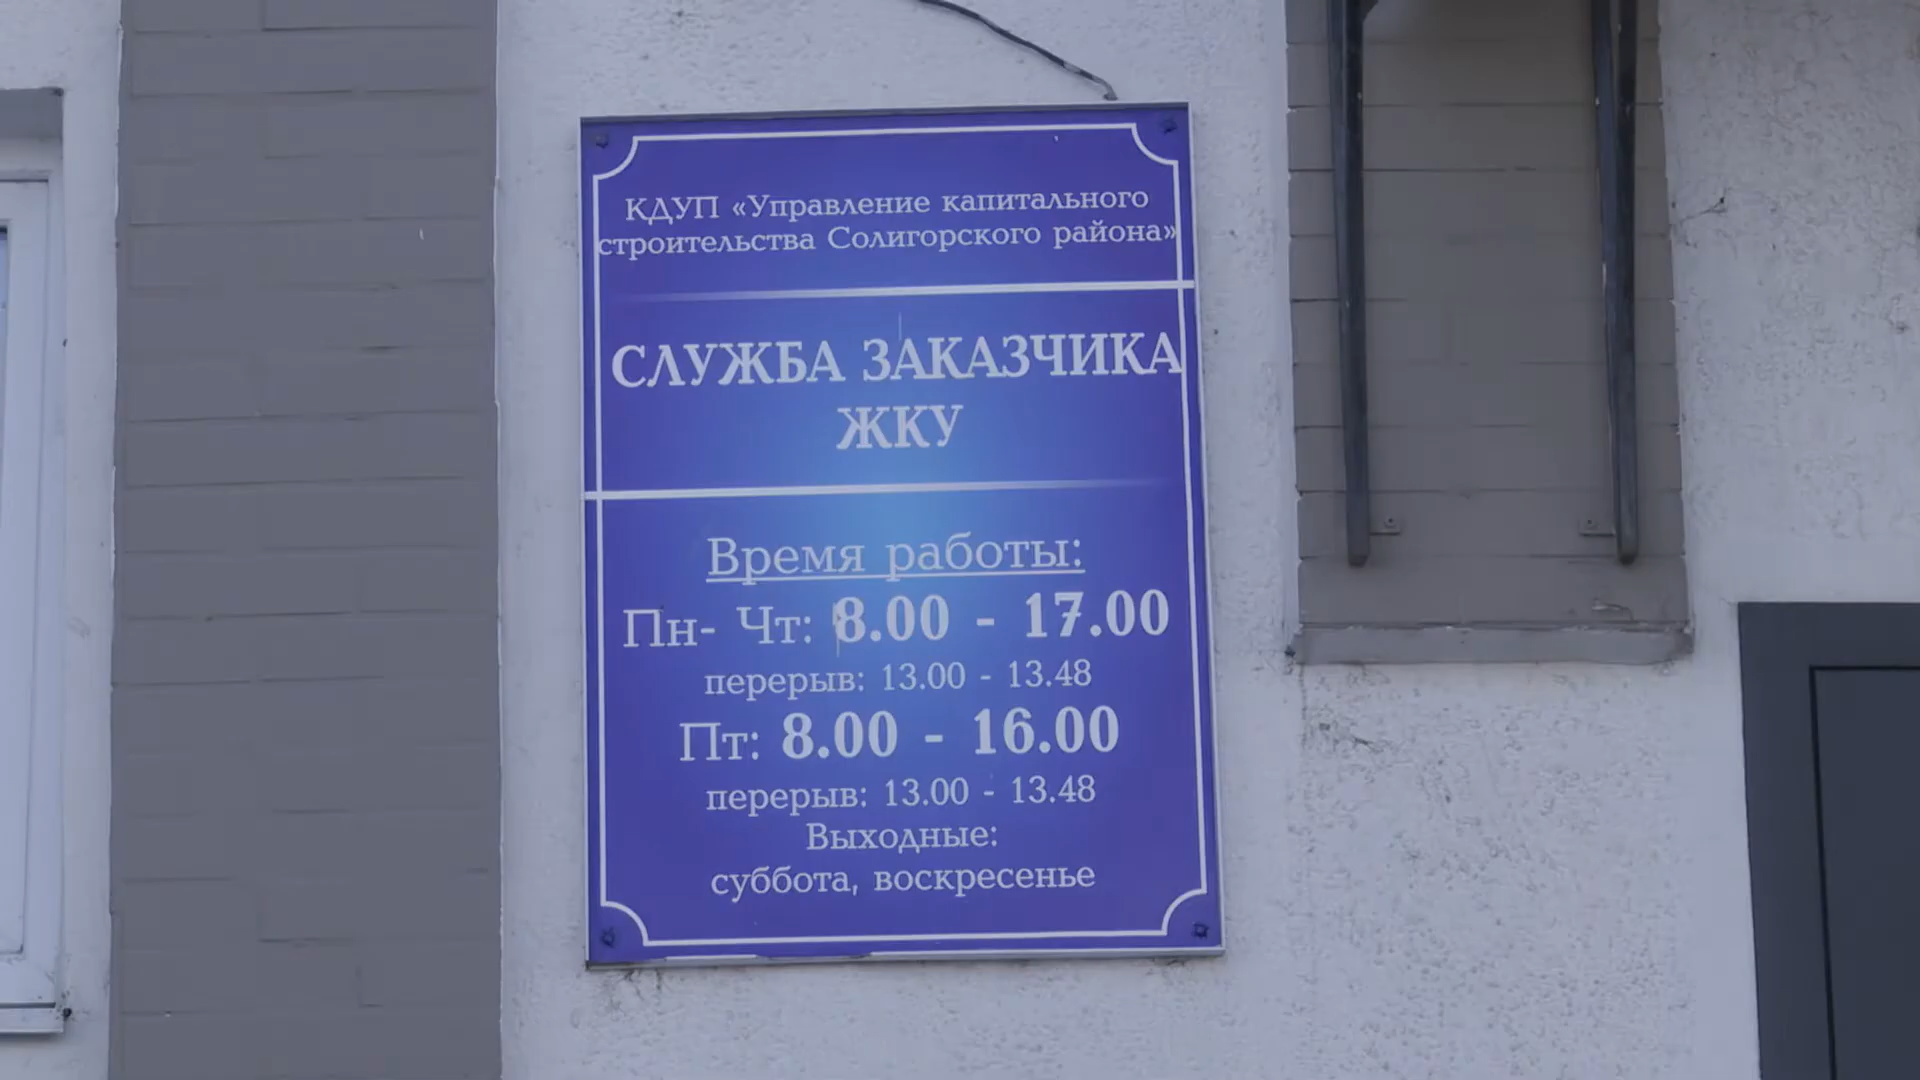 КДУП «Управление капитального
строительства Солигорского района»
СЛУЖБА ЗАКАЗЧИКА
ЖКУ
Время работы:
Пн- Чт: 8.00 - 17.00
перерыв: 13.00 - 13.48
Пт: 8.00 - 16.00
перерыв: 13.00 - 13.48
Выходные:
суббота, воскресенье